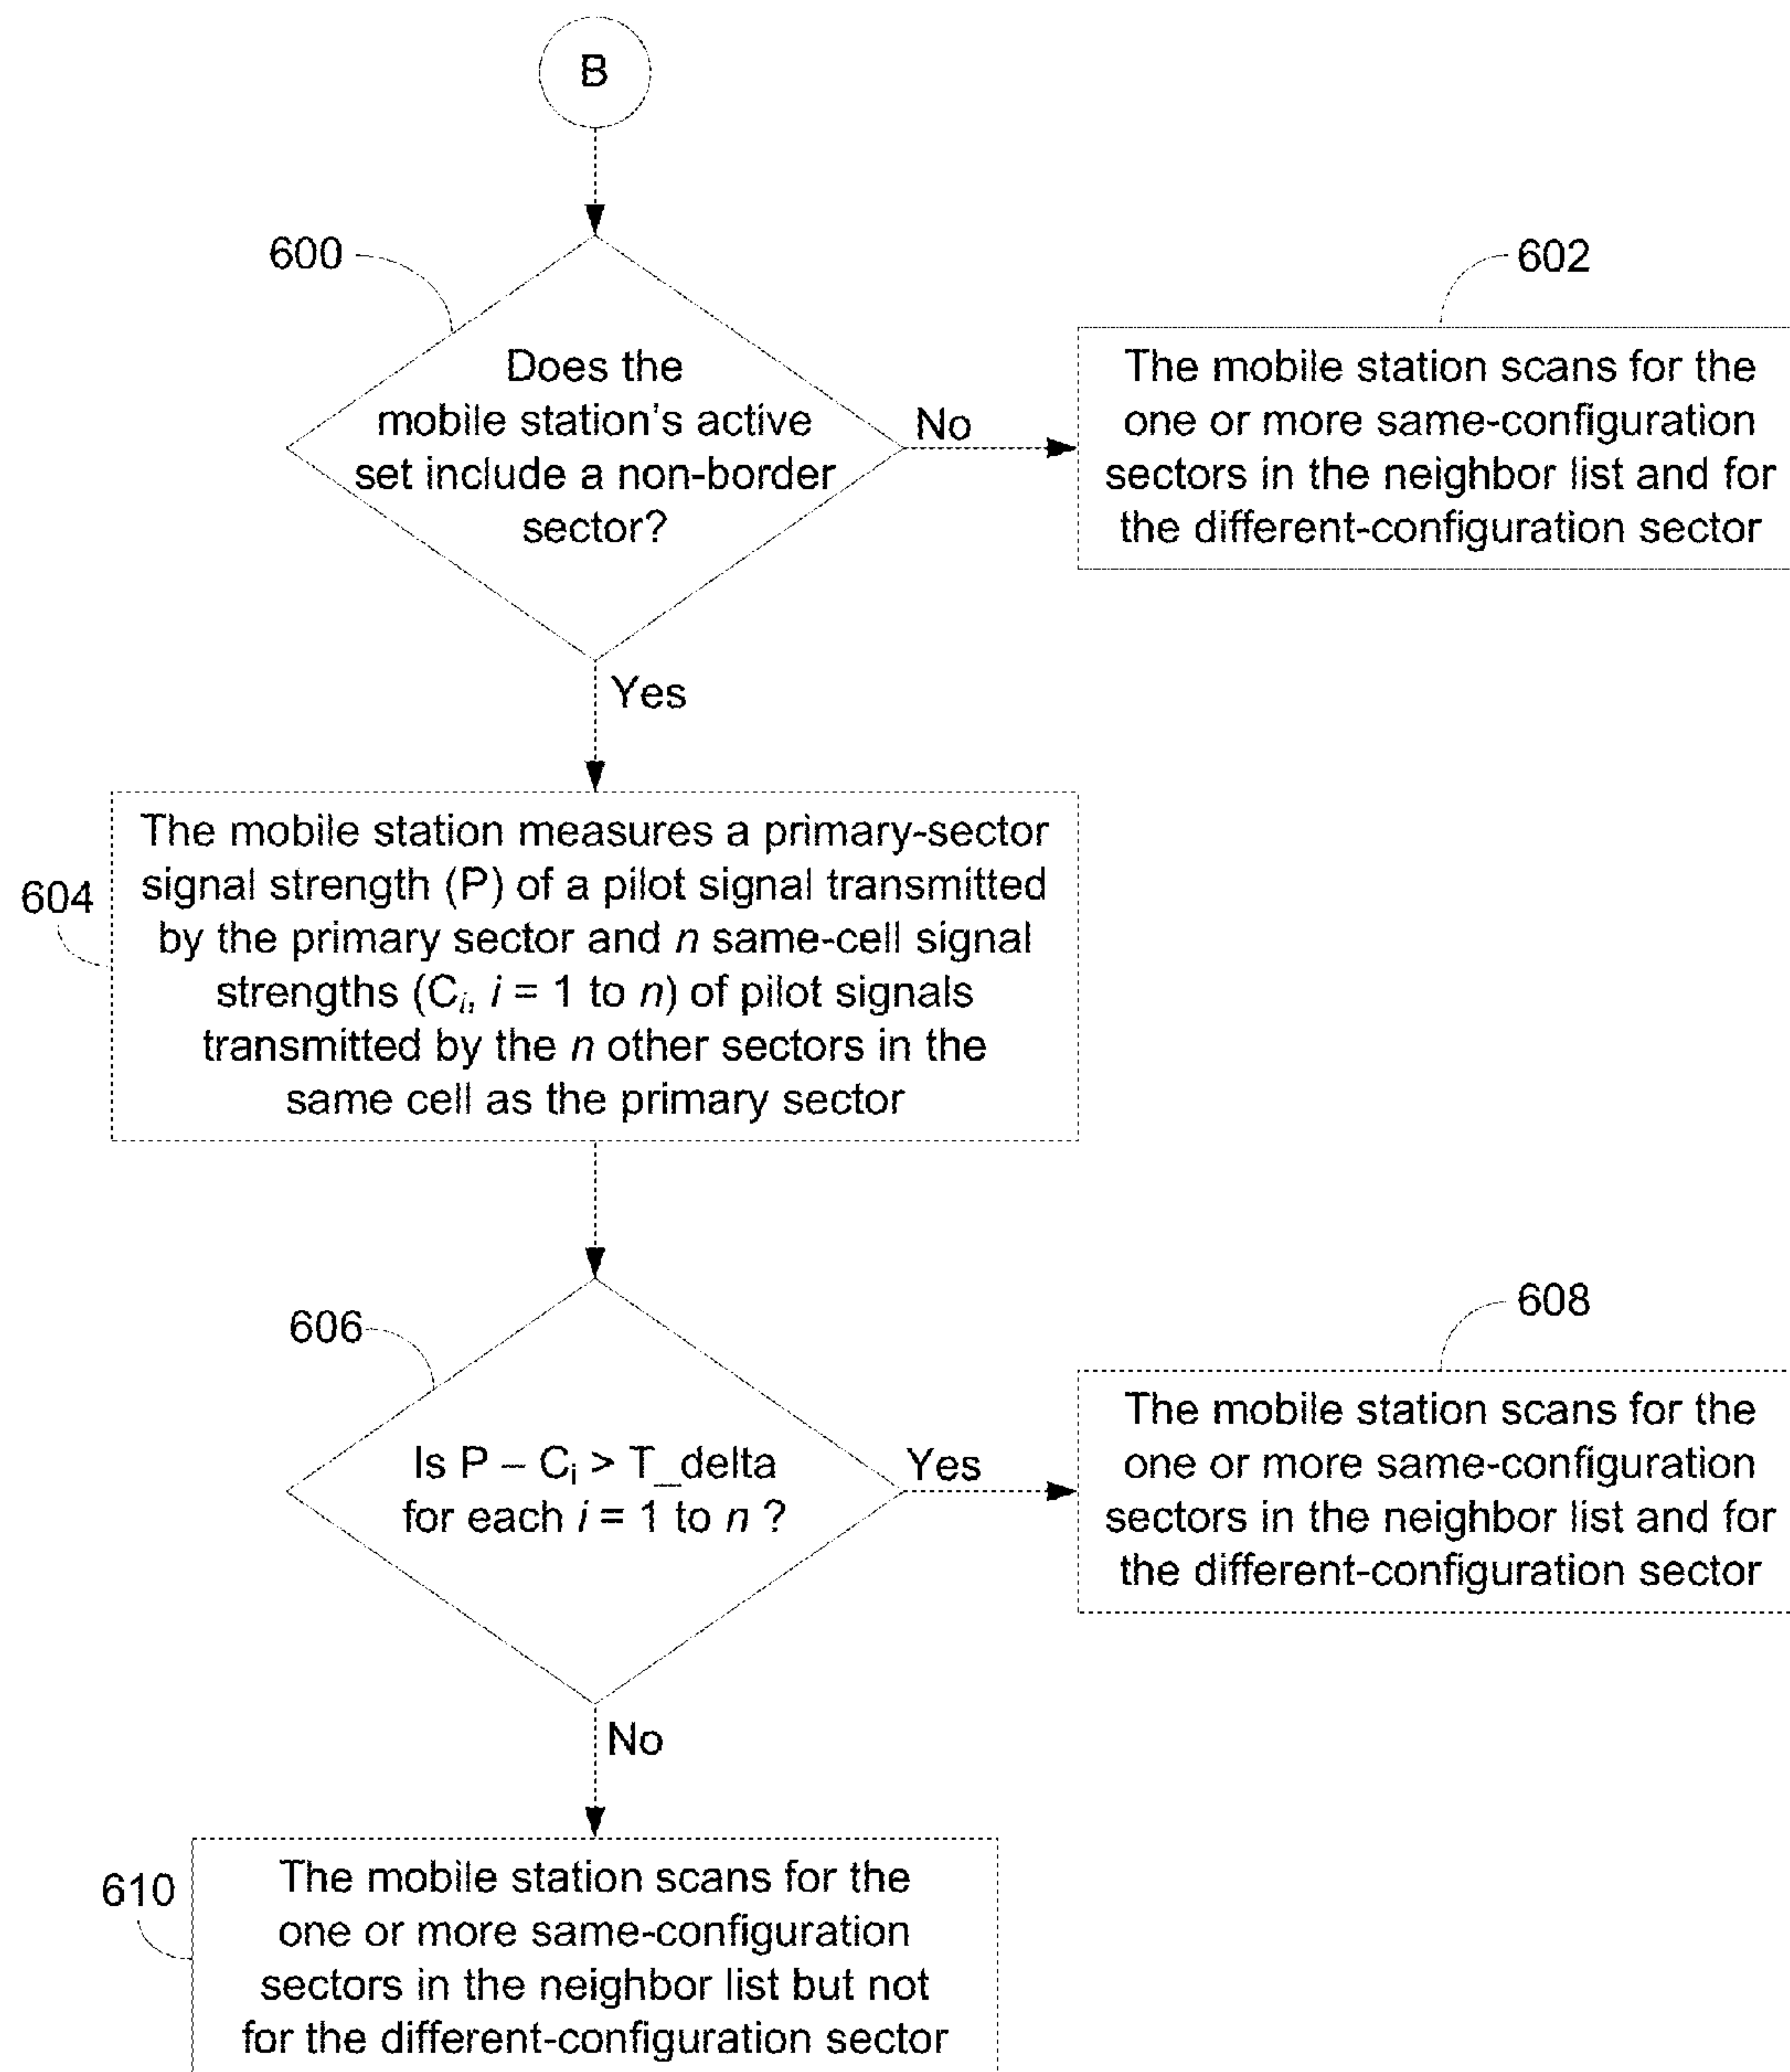 B
600
Does the
mobile station's active
set include a non-border
sector?
No
602
The mobile station scans for the
one or more same-configuration
sectors in the neighbor list and for
the different-configuration sector
Yes
604
The mobile station measures a primary-sector
signal strength (P) of a pilot signal transmitted
by the primary sector and n same-cell signal
strengths (Ci, i = 1 to n) of pilot signals
transmitted by the n other sectors in the
same cell as the primary sector
606
Is P – Ci > T_delta
for each i = 1 to n ?
Yes
608
The mobile station scans for the
one or more same-configuration
sectors in the neighbor list and for
the different-configuration sector
No
610
The mobile station scans for the
one or more same-configuration
sectors in the neighbor list but not
for the different-configuration sector